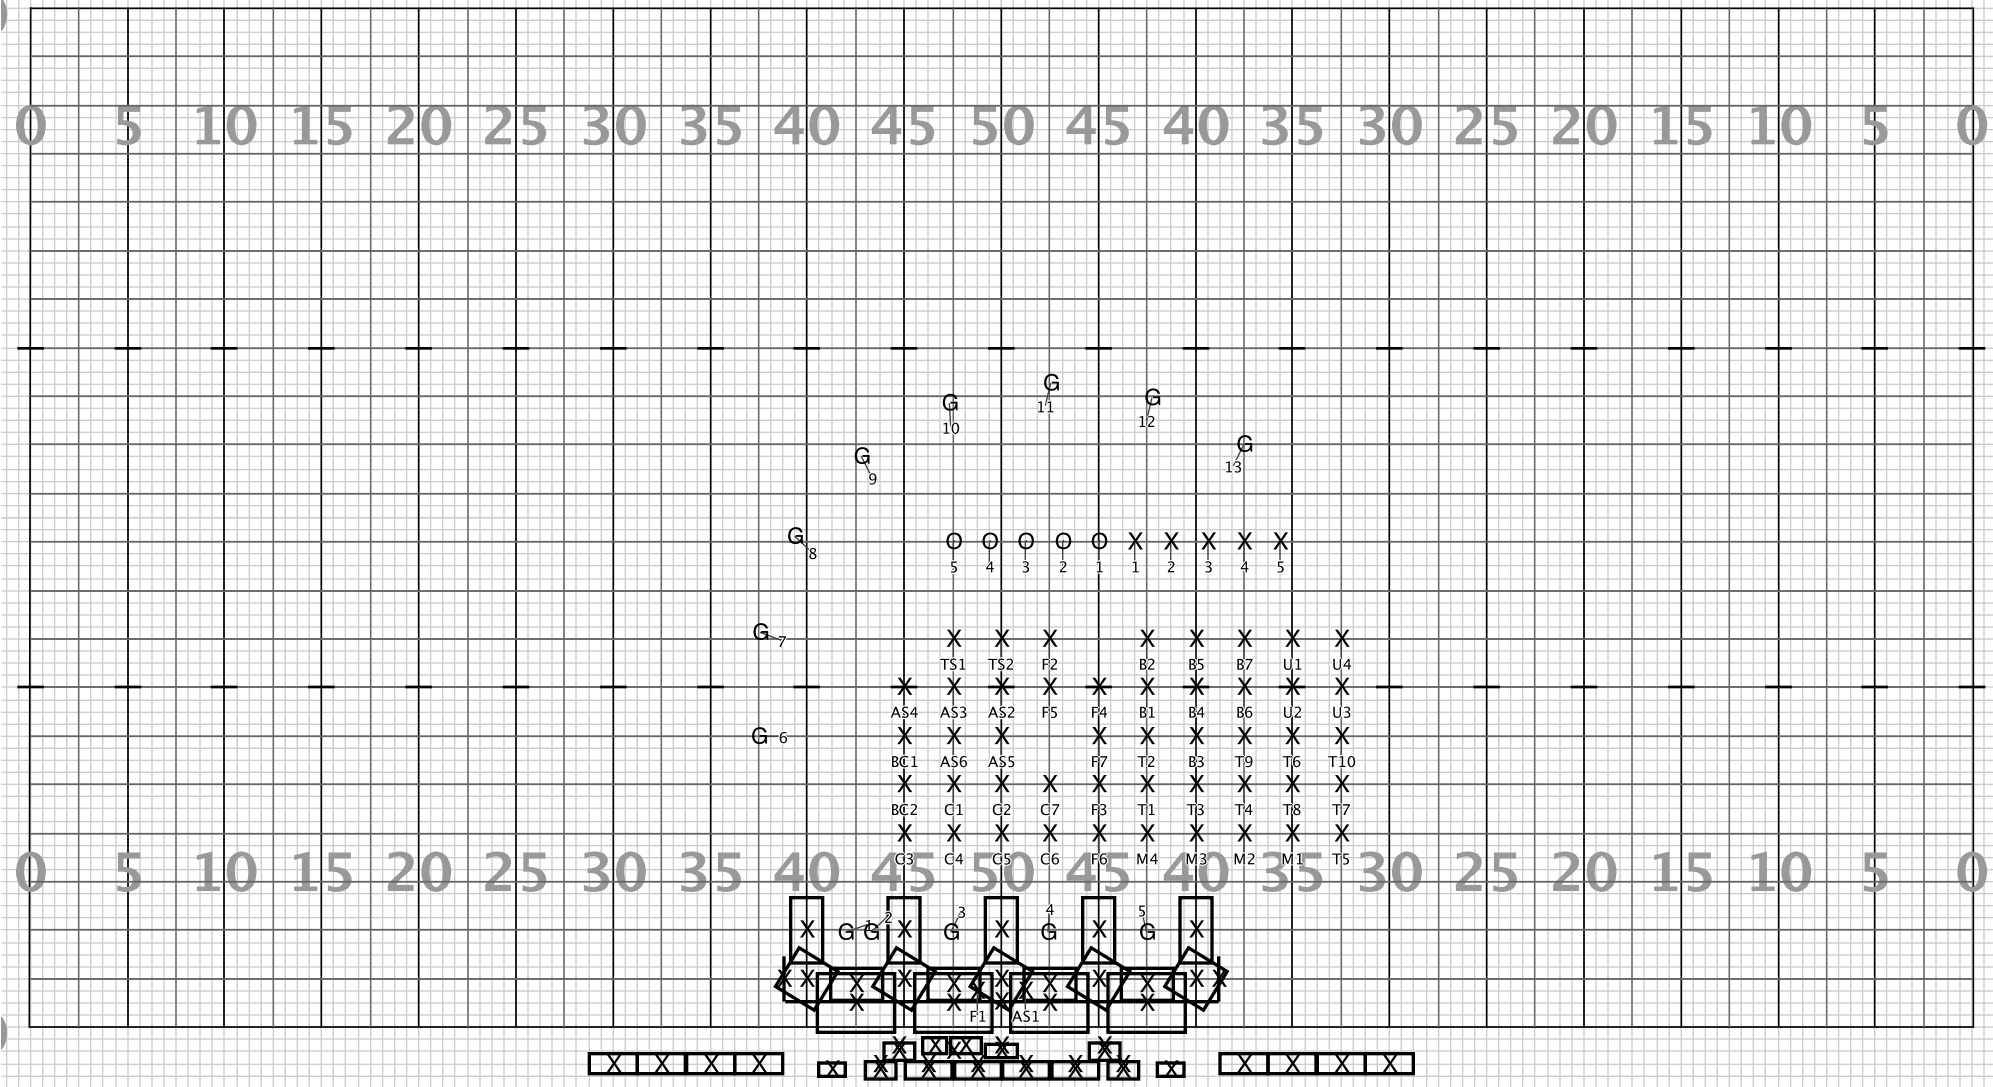 0 5 10 15 20 25 30 35 40 45 50 45 40 35 30 25 20 15 10 5 0
G
11
G
12
G
10
G
13
G
9
G
8
O O O O O X X X X X
5 4 3 2 1 1 2 3 4 5
G 7
X X X X X X X X
TS1 TS2 F2 B2 B5 B7 U1 U4
X X X X X X X X X X
AS4 AS3 AS2 F5 F4 B1 B4 B6 U2 U3
G 6
X X X X X X X X X
BC1 AS6 AS5 F7 T2 B3 T9 T6 T10
X X X X X X X X X X
BC2 C1 C2 C7 F3 T1 T3 T4 T8 T7
X X X X X X X X X X
C3 C4 C5 C6 F6 M4 M3 M2 M1 T5
0 5 10 15 20 25 30 35 40 45 50 45 40 35 30 25 20 15 10 5 0
1 2 3 4 5
X G G X G X G X G X
X X X X X X X X X X X X
X X X X X
F1 AS1
X X X X X X
X X X X X X X X X X X X X X X X X